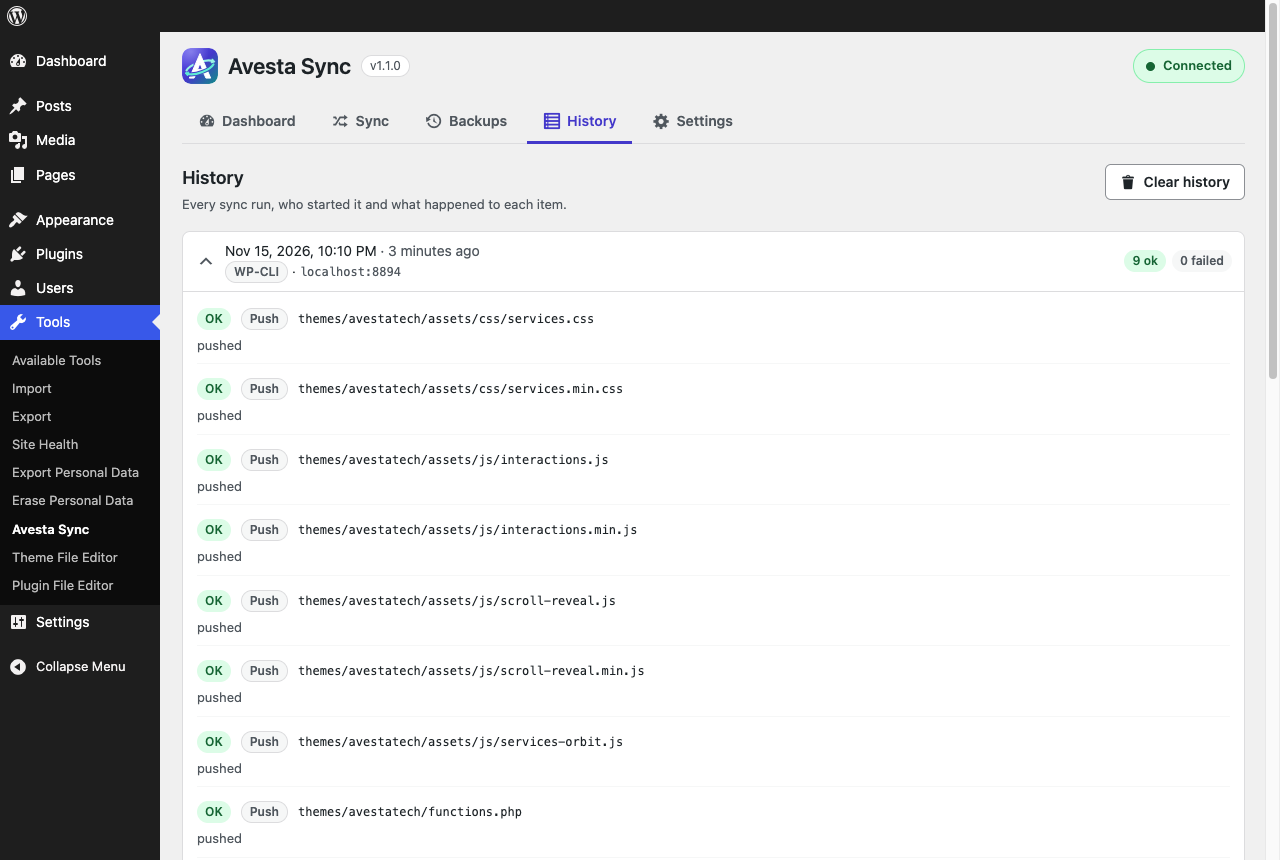 Dashboard
Posts
Media
Pages
Appearance
Plugins
Users
Tools
Available Tools
Import
Export
Site Health
Export Personal Data
Erase Personal Data
Avesta Sync
Theme File Editor
Plugin File Editor
Settings
Collapse Menu
Avesta Sync v1.1.0
Connected
Dashboard Sync Backups History Settings
History
Clear history
Every sync run, who started it and what happened to each item.
Nov 15, 2026, 10:10 PM · 3 minutes ago
WP-CLI · localhost:8894
9 ok 0 failed
OK Push themes/avestatech/assets/css/services.css
pushed
OK Push themes/avestatech/assets/css/services.min.css
pushed
OK Push themes/avestatech/assets/js/interactions.js
pushed
OK Push themes/avestatech/assets/js/interactions.min.js
pushed
OK Push themes/avestatech/assets/js/scroll-reveal.js
pushed
OK Push themes/avestatech/assets/js/scroll-reveal.min.js
pushed
OK Push themes/avestatech/assets/js/services-orbit.js
pushed
OK Push themes/avestatech/functions.php
pushed